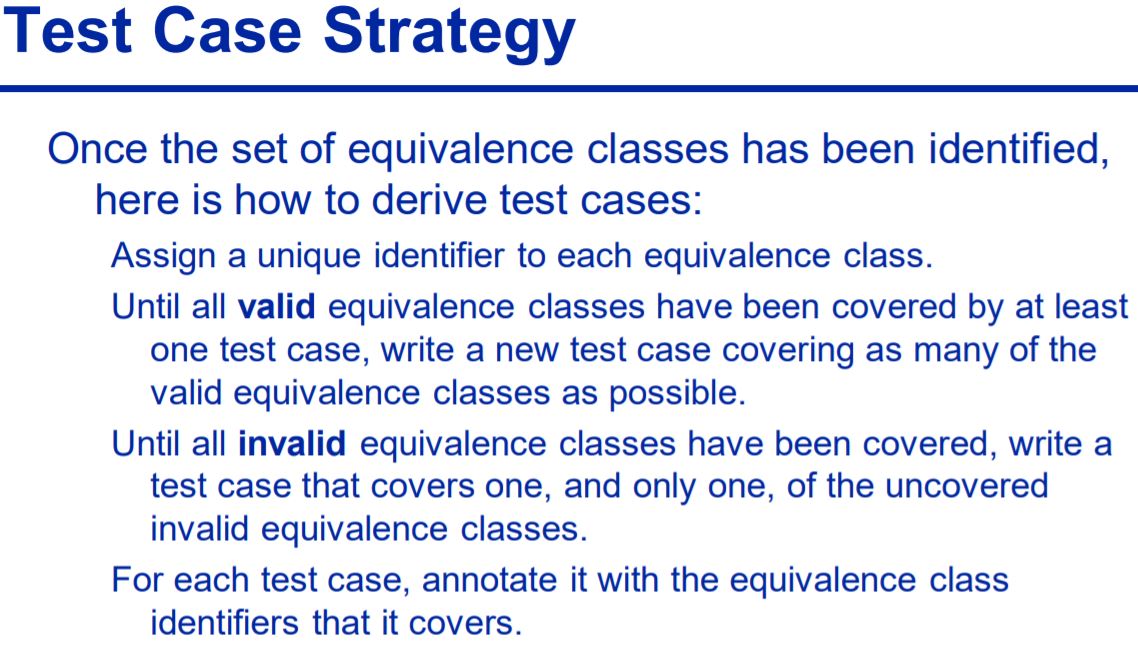 Test Case Strategy
Once the set of equivalence classes has been identified,
here is how to derive test cases:
Assign a unique identifier to each equivalence class.
Until all valid equivalence classes have been covered by at least
one test case, write a new test case covering as many of the
valid equivalence classes as possible.
Until all invalid equivalence classes have been covered, write a
test case that covers one, and only one, of the uncovered
invalid equivalence classes.
For each test case, annotate it with the equivalence class
identifiers that it covers.